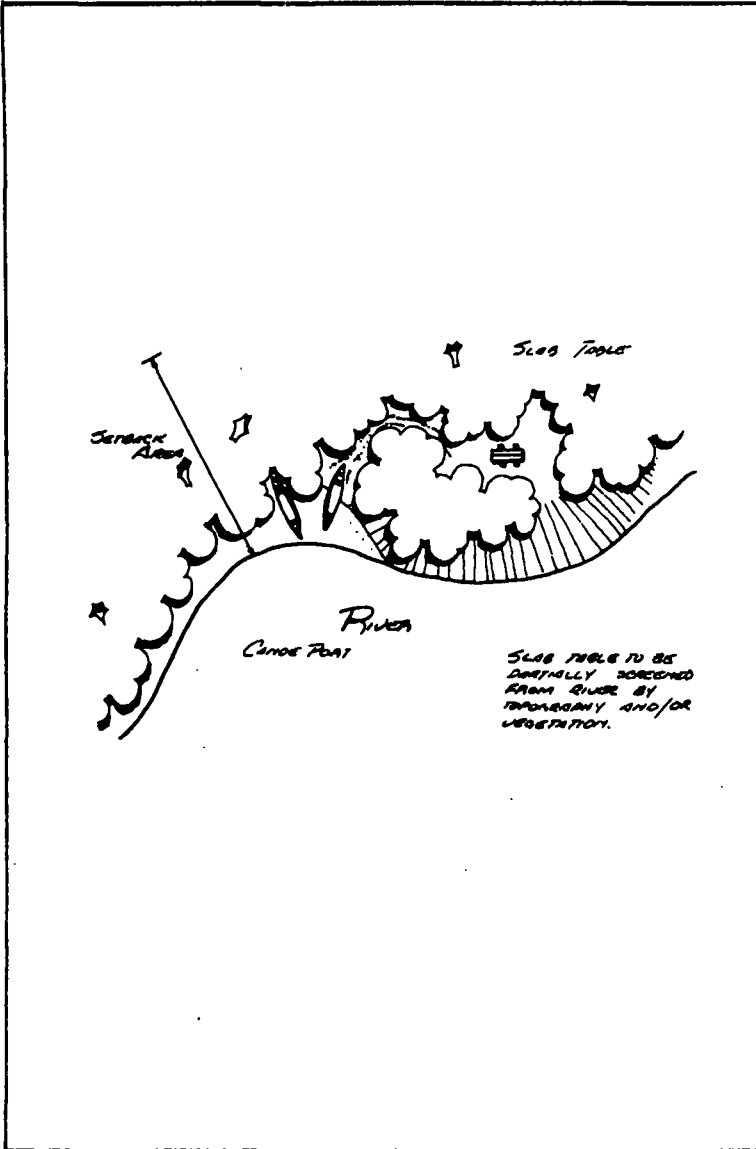 SLAB TABLE
SETBACK
AREA
RIVER
CANOE PORT
SLAB TABLE TO BE
PARTIALLY SCREENED
FROM RIVER BY
TOPOGRAPHY AND/OR
VEGETATION.